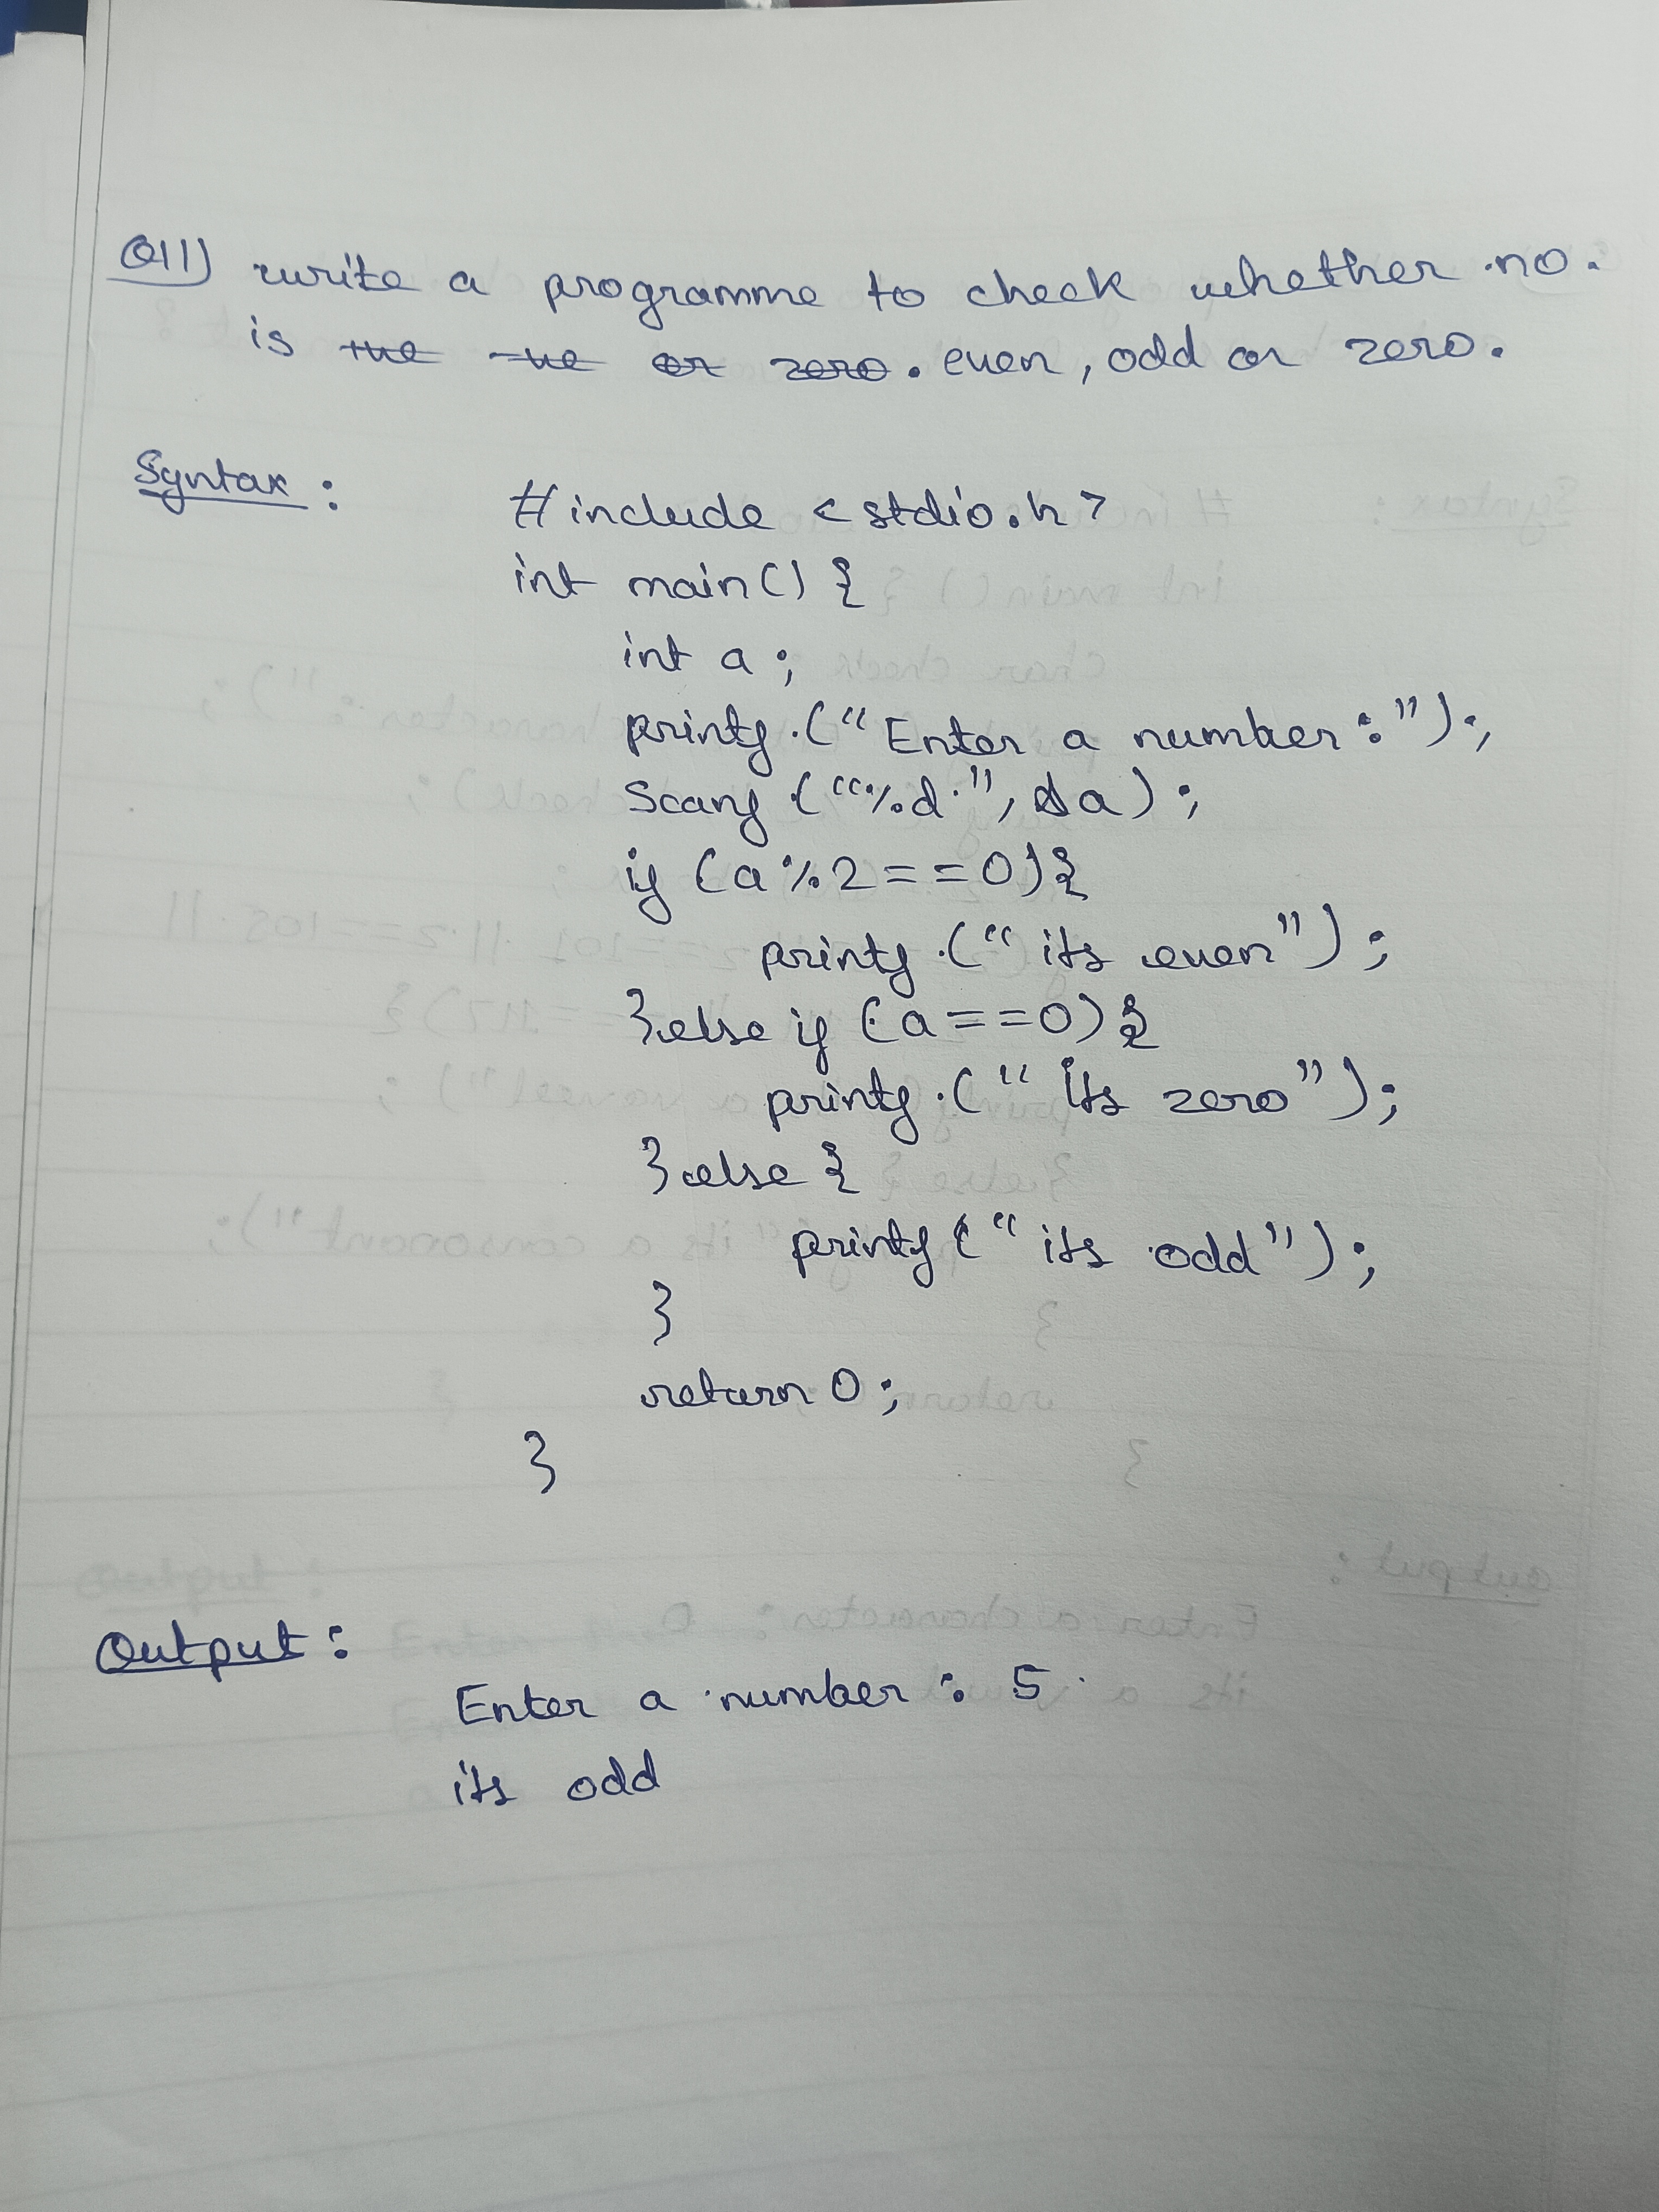 Q11) write a programme to check whether no.
is +ve -ve or zero. even, odd or zero.
Syntax :
#include <stdio.h>
int main() {
int a ;
printf ("Enter a number :") ;
Scanf ("%d", &a) ;
if (a % 2 == 0) {
printf ("its even") ;
} else if (a == 0) {
printf ("Its zero") ;
} else {
printf ("its odd") ;
}
return 0 ;
}
Output :
Enter a number : 5
its odd